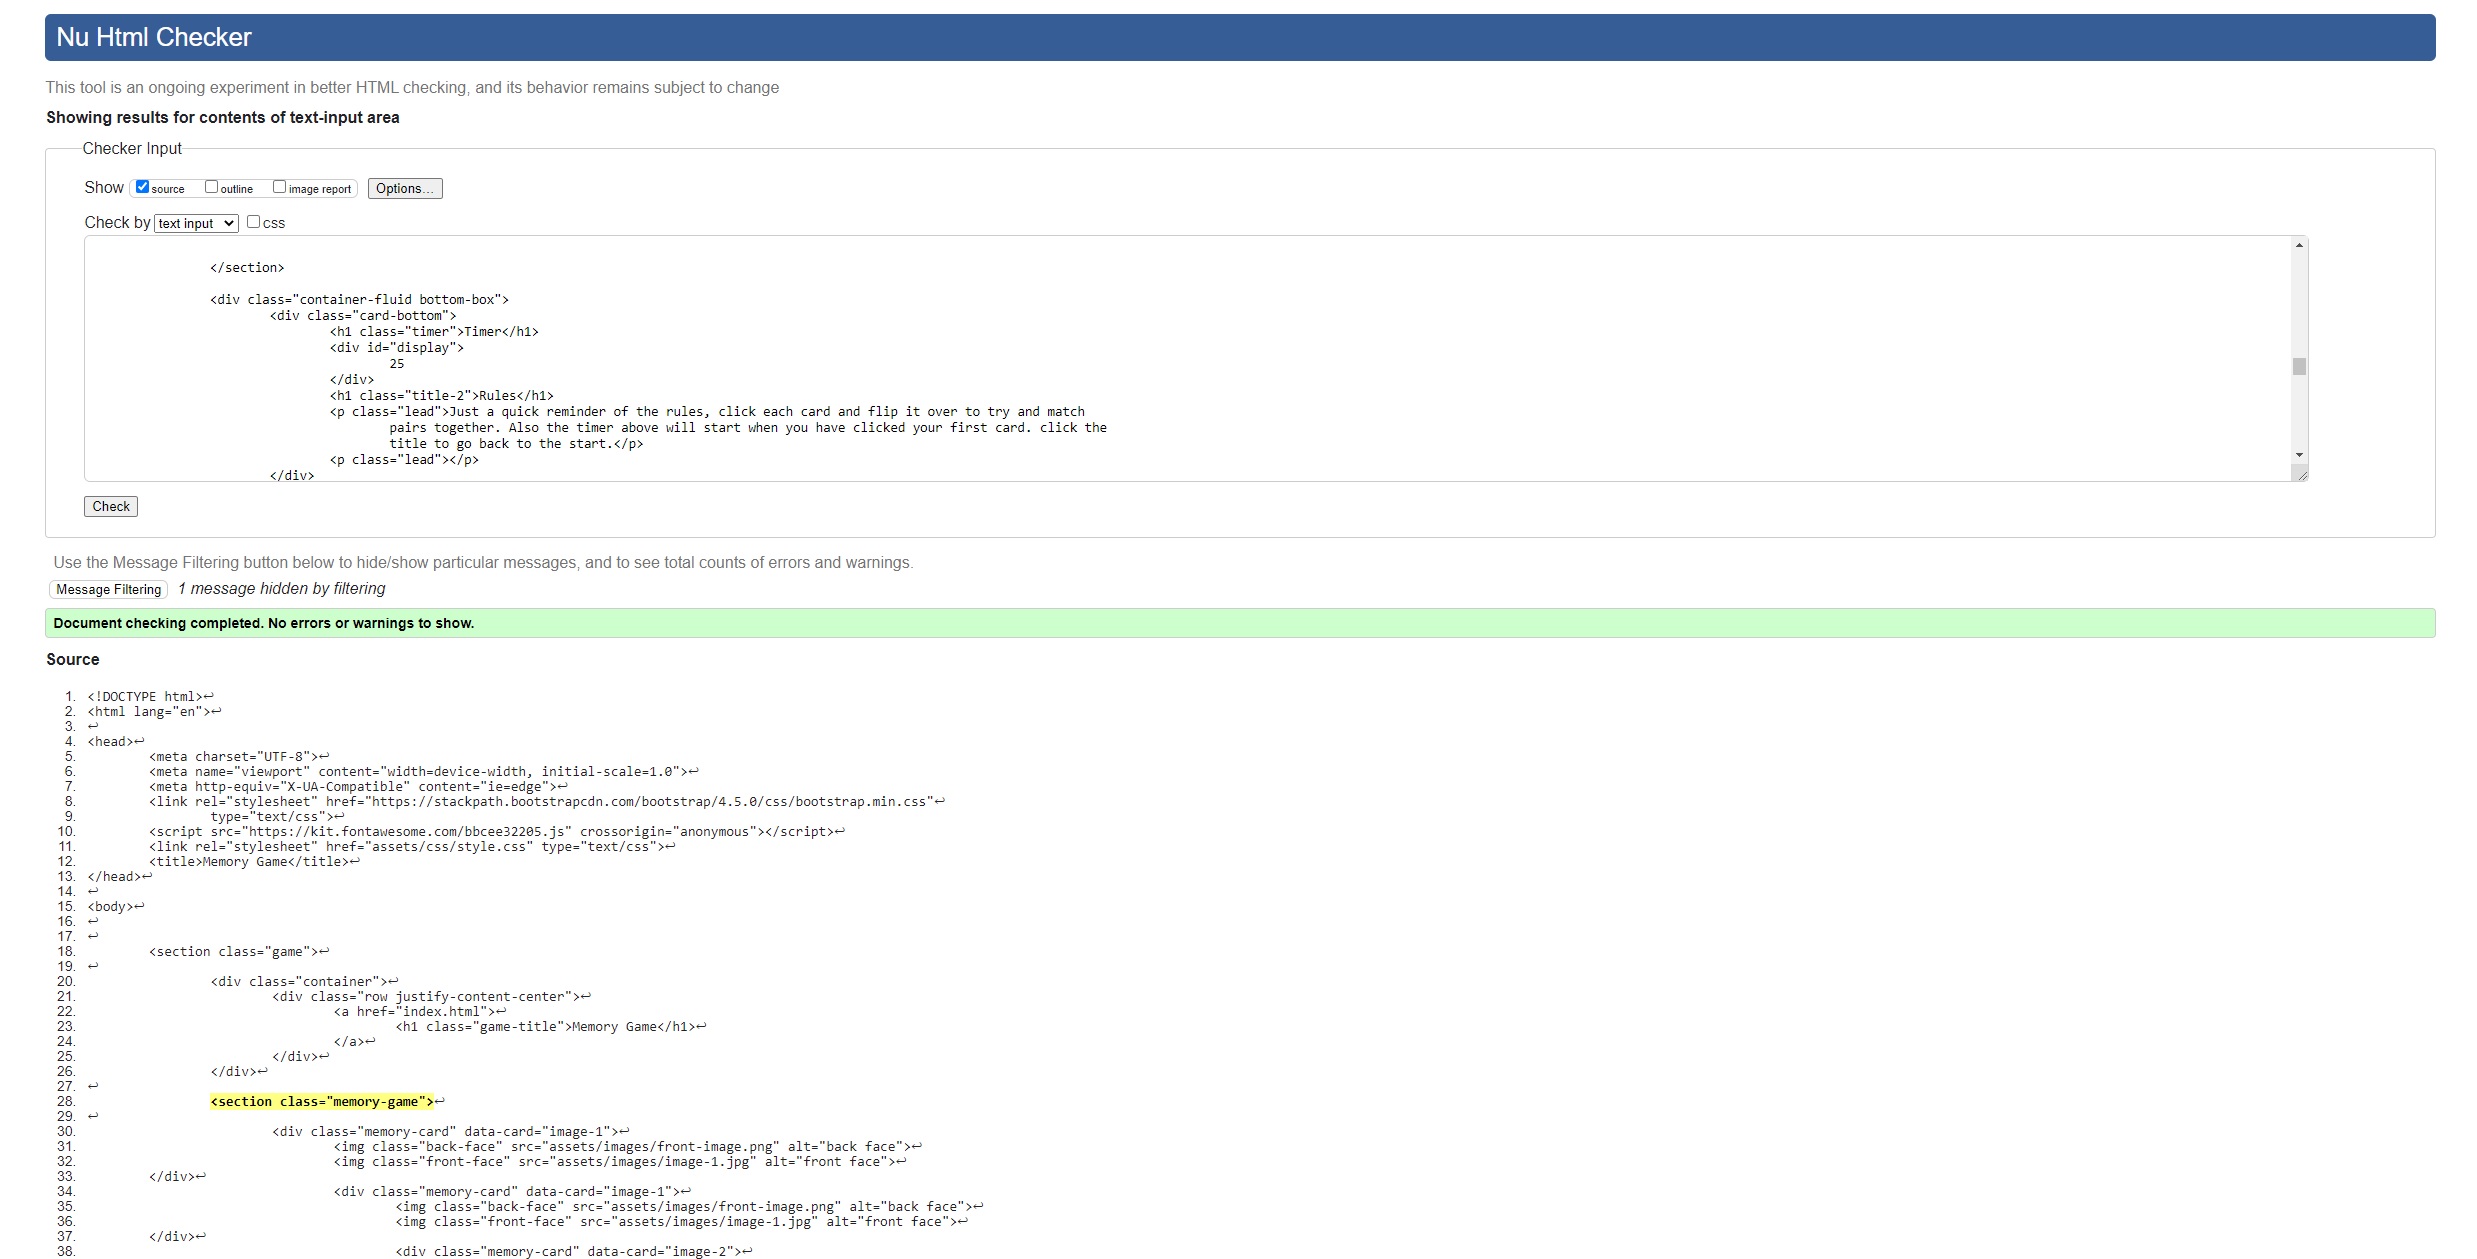 Nu Html Checker
This tool is an ongoing experiment in better HTML checking, and its behavior remains subject to change
Showing results for contents of text-input area
Checker Input
Show source outline image report Options...
Check by text input css
</section>
<div class="container-fluid bottom-box">
<div class="card-bottom">
<h1 class="timer">Timer</h1>
<div id="display">
25
</div>
<h1 class="title-2">Rules</h1>
<p class="lead">Just a quick reminder of the rules, click each card and flip it over to try and match
pairs together. Also the timer above will start when you have clicked your first card. click the
title to go back to the start.</p>
<p class="lead"></p>
</div>
Check
Use the Message Filtering button below to hide/show particular messages, and to see total counts of errors and warnings.
Message Filtering 1 message hidden by filtering
Document checking completed. No errors or warnings to show.
Source
1. <!DOCTYPE html>↩
2. <html lang="en">↩
3. ↩
4. <head>↩
5. <meta charset="UTF-8">↩
6. <meta name="viewport" content="width=device-width, initial-scale=1.0">↩
7. <meta http-equiv="X-UA-Compatible" content="ie=edge">↩
8. <link rel="stylesheet" href="https://stackpath.bootstrapcdn.com/bootstrap/4.5.0/css/bootstrap.min.css"↩
9. type="text/css">↩
10. <script src="https://kit.fontawesome.com/bbcee32205.js" crossorigin="anonymous"></script>↩
11. <link rel="stylesheet" href="assets/css/style.css" type="text/css">↩
12. <title>Memory Game</title>↩
13. </head>↩
14. ↩
15. <body>↩
16. ↩
17. ↩
18. <section class="game">↩
19. ↩
20. <div class="container">↩
21. <div class="row justify-content-center">↩
22. <a href="index.html">↩
23. <h1 class="game-title">Memory Game</h1>↩
24. </a>↩
25. </div>↩
26. </div>↩
27. ↩
28. <section class="memory-game">↩
29. ↩
30. <div class="memory-card" data-card="image-1">↩
31. <img class="back-face" src="assets/images/front-image.png" alt="back face">↩
32. <img class="front-face" src="assets/images/image-1.jpg" alt="front face">↩
33. </div>↩
34. <div class="memory-card" data-card="image-1">↩
35. <img class="back-face" src="assets/images/front-image.png" alt="back face">↩
36. <img class="front-face" src="assets/images/image-1.jpg" alt="front face">↩
37. </div>↩
38. <div class="memory-card" data-card="image-2">↩